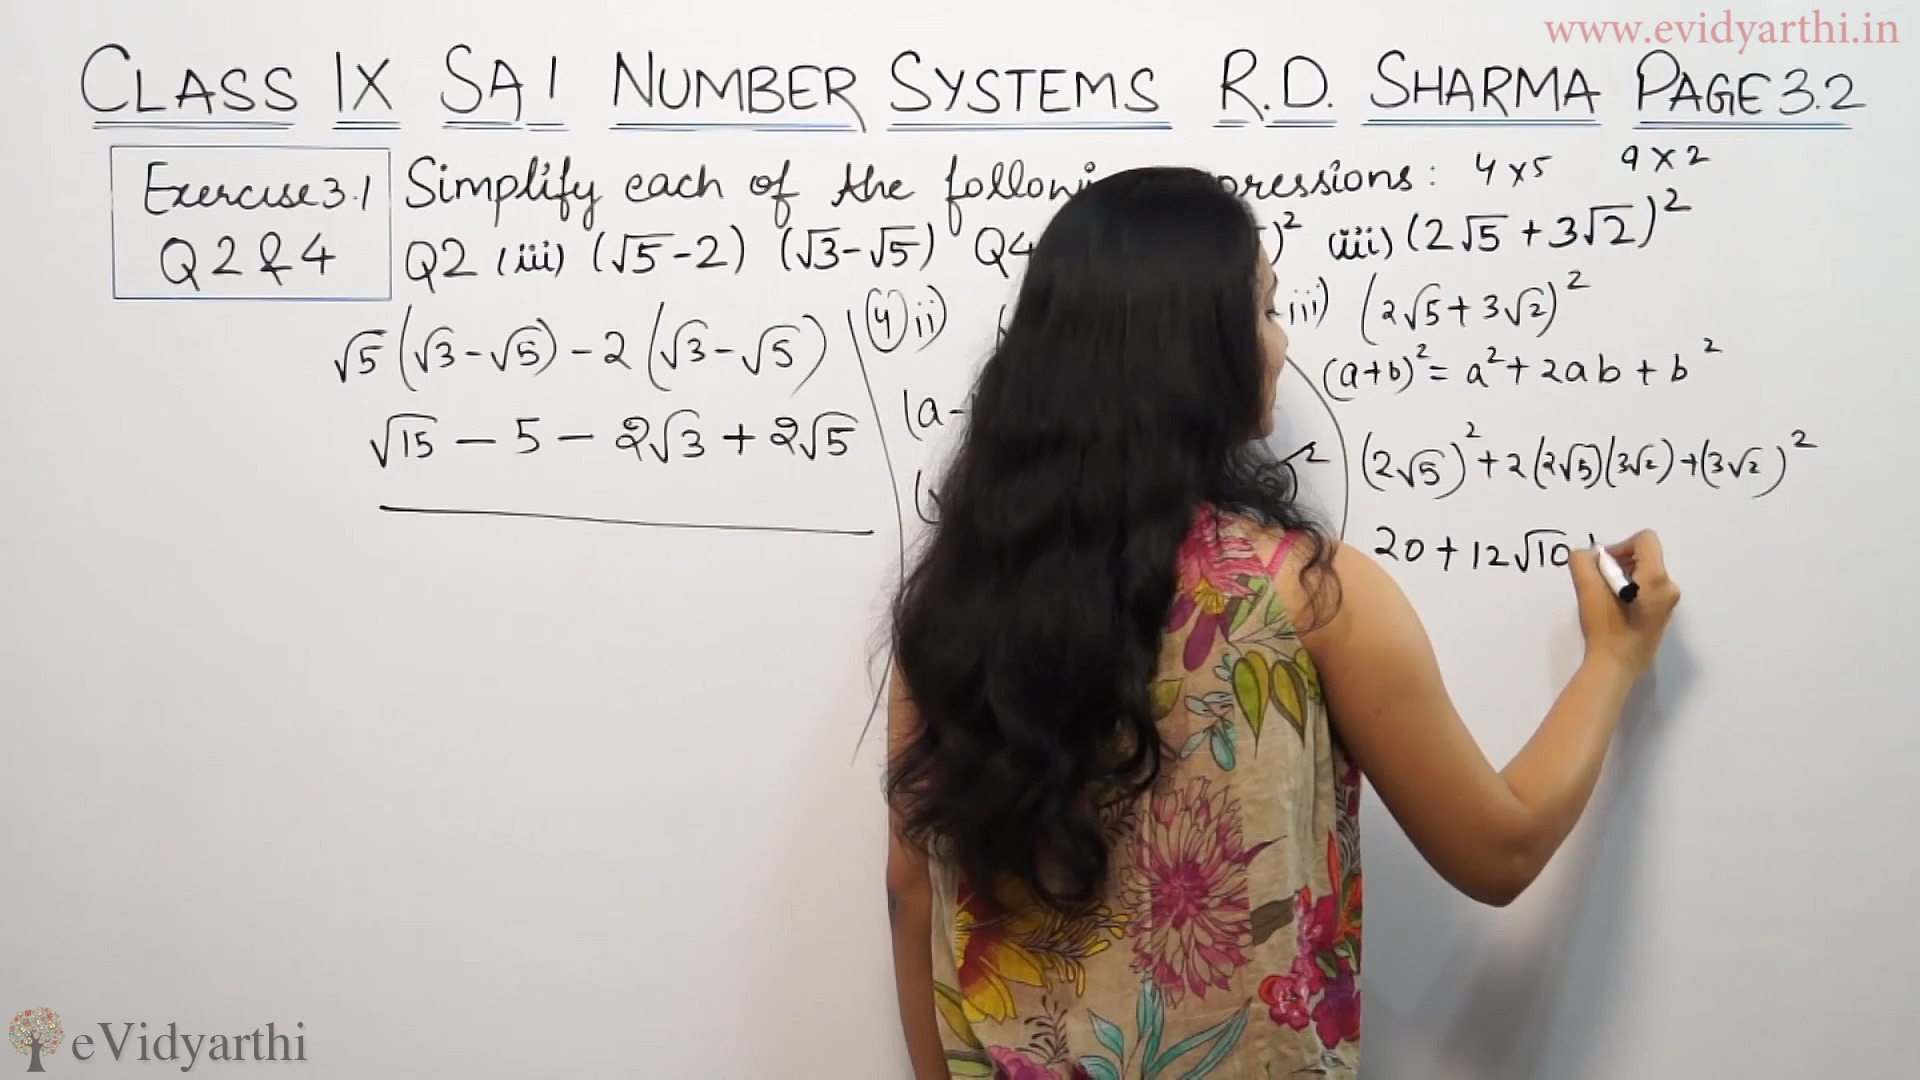 www.evidyarthi.in
CLASS IX SA 1 NUMBER SYSTEMS R.D. SHARMA PAGE 3.2
Exercise 3.1
Q 2 & 4
Simplify each of the : 4 x 5 9 x 2
Q2 (iii) (√5 - 2) (√3 - √5) Q4 )² (iii) (2√5 + 3√2)²
√5 (√3 - √5) - 2 (√3 - √5)
√15 - 5 - 2√3 + 2√5
(4) ii)
(a -
iii) (2√5 + 3√2)²
(a+b)² = a² + 2ab + b²
(2√5)² + 2(2√5)(3√2) + (3√2)²
20 + 12√10
eVidyarthi